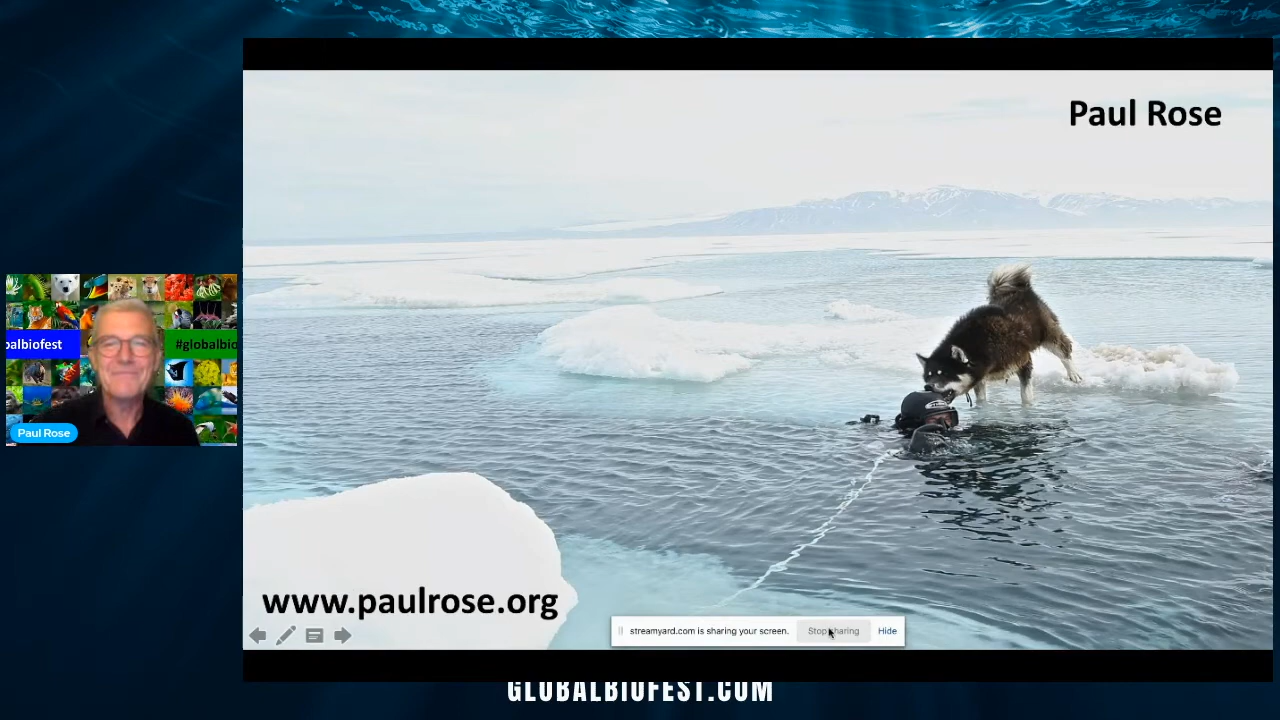 Paul Rose
balbiofest
#globalbio
Paul Rose
www.paulrose.org
streamyard.com is sharing your screen.
Stop sharing
Hide
GLOBALBIOFEST.COM